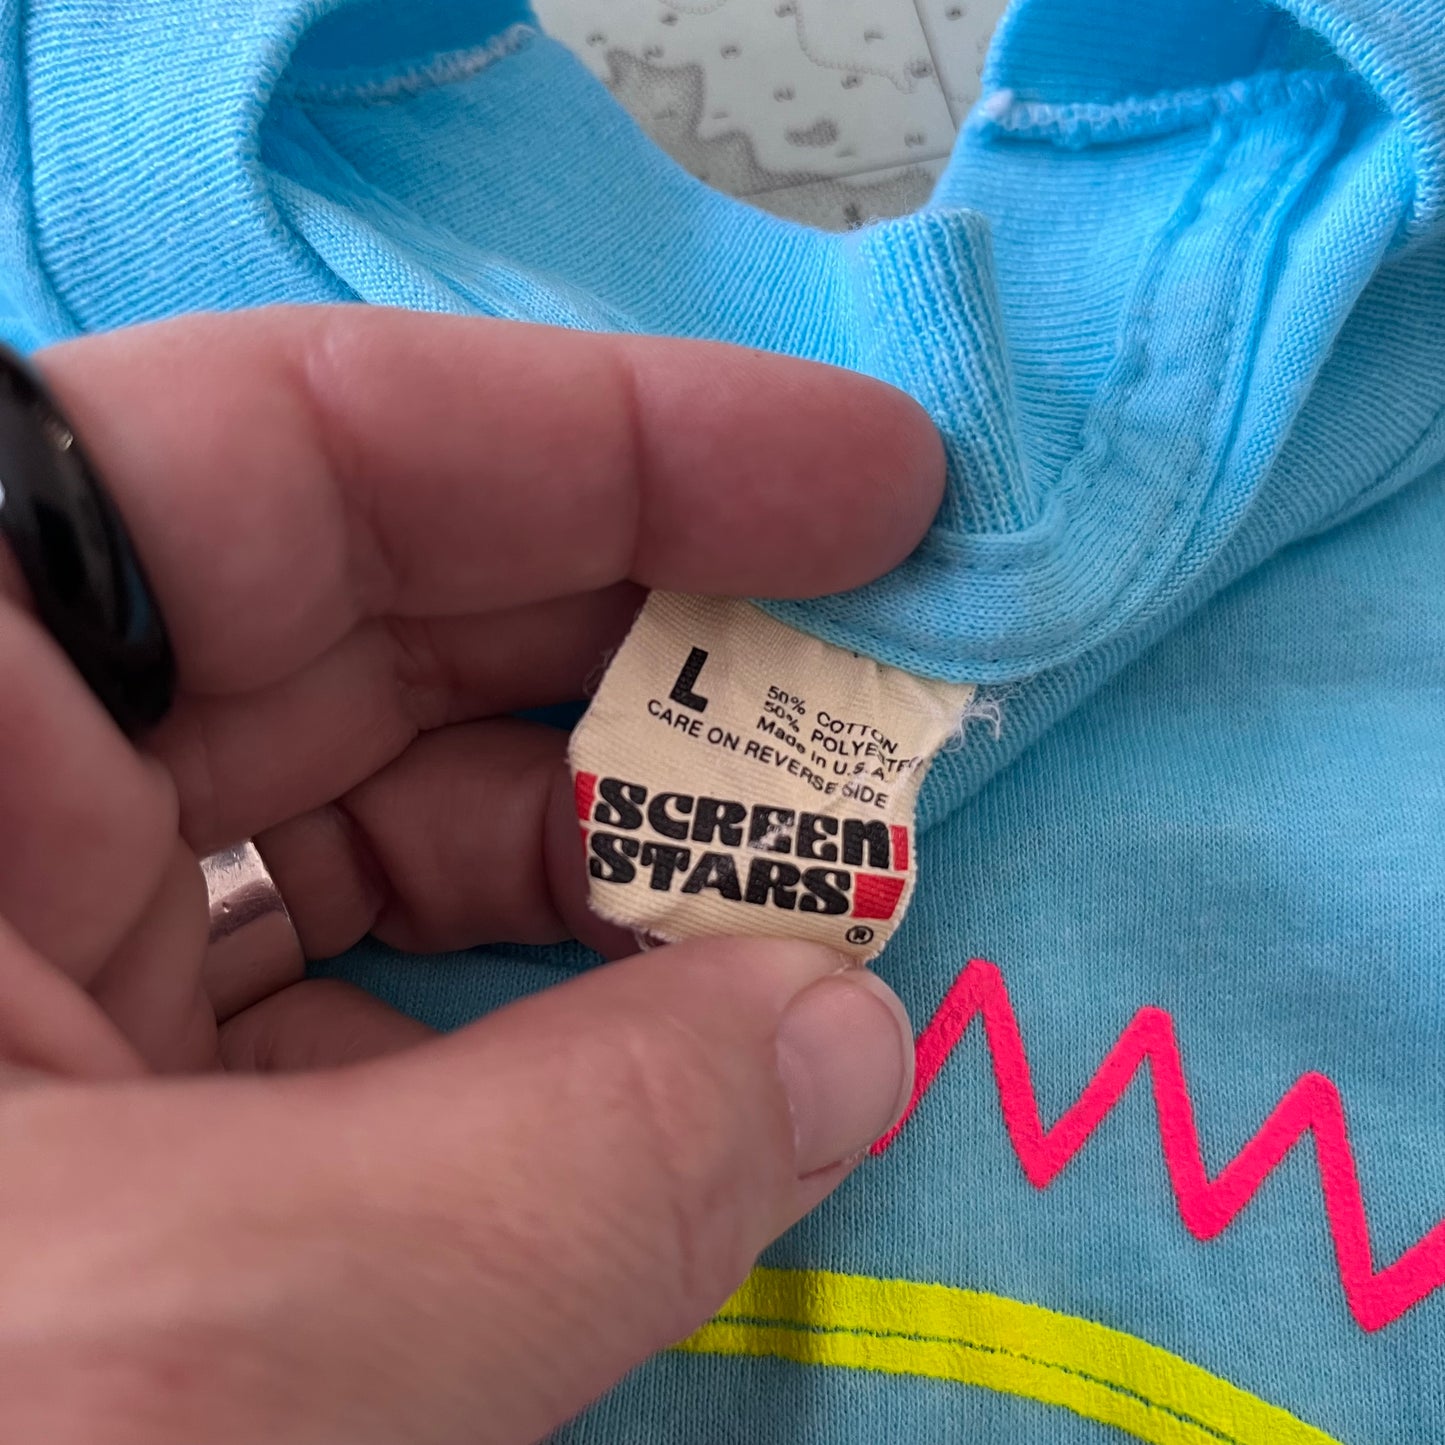 L
50% COTTON
50% POLYESTER
Made in U.S.A.
CARE ON REVERSE SIDE
SCREEN
STARS
®